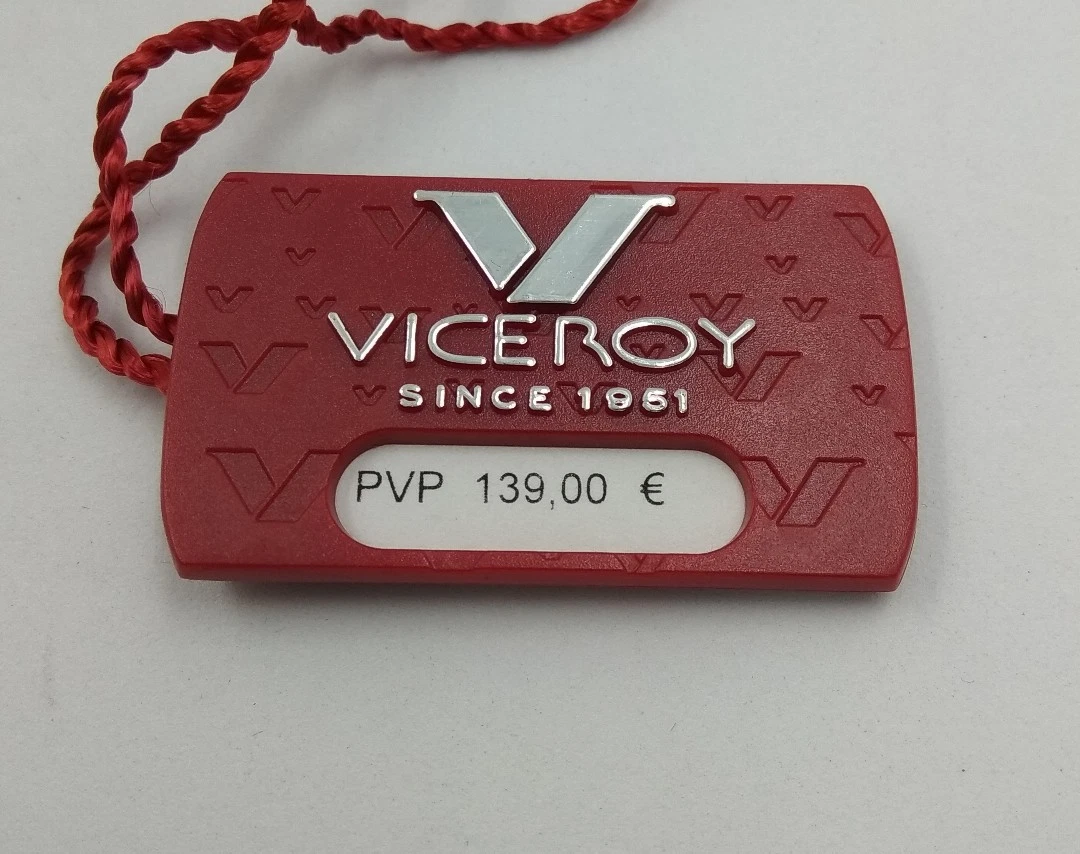 VICEROY
SINCE 1951
PVP 139,00 €